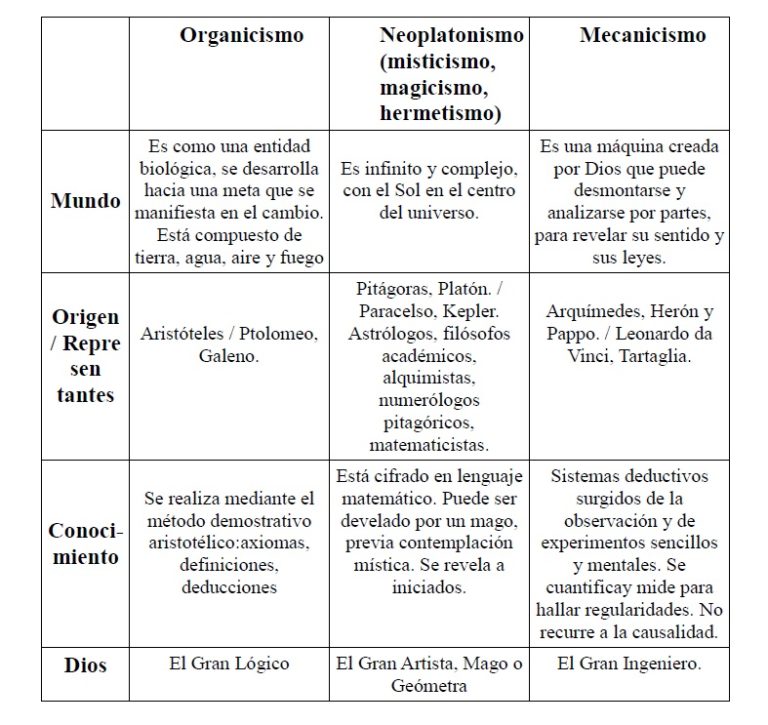 Organicismo
Neoplatonismo
(misticismo,
magicismo,
hermetismo)
Mecanicismo
Mundo
Es como una entidad
biológica, se desarrolla
hacia una meta que se
manifiesta en el cambio.
Está compuesto de
tierra, agua, aire y fuego
Es infinito y complejo,
con el Sol en el centro
del universo.
Es una máquina creada
por Dios que puede
desmontarse y
analizarse por partes,
para revelar su sentido y
sus leyes.
Origen
/ Repre
sen
tantes
Aristóteles / Ptolomeo,
Galeno.
Pitágoras, Platón. /
Paracelso, Kepler.
Astrólogos, filósofos
académicos,
alquimistas,
numerólogos
pitagóricos,
matematicistas.
Arquímedes, Herón y
Pappo. / Leonardo da
Vinci, Tartaglia.
Conoci-
miento
Se realiza mediante el
método demostrativo
aristotélico:axiomas,
definiciones,
deducciones
Está cifrado en lenguaje
matemático. Puede ser
develado por un mago,
previa contemplación
mística. Se revela a
iniciados.
Sistemas deductivos
surgidos de la
observación y de
experimentos sencillos
y mentales. Se
cuantificay mide para
hallar regularidades. No
recurre a la causalidad.
Dios
El Gran Lógico
El Gran Artista, Mago o
Geómetra
El Gran Ingeniero.